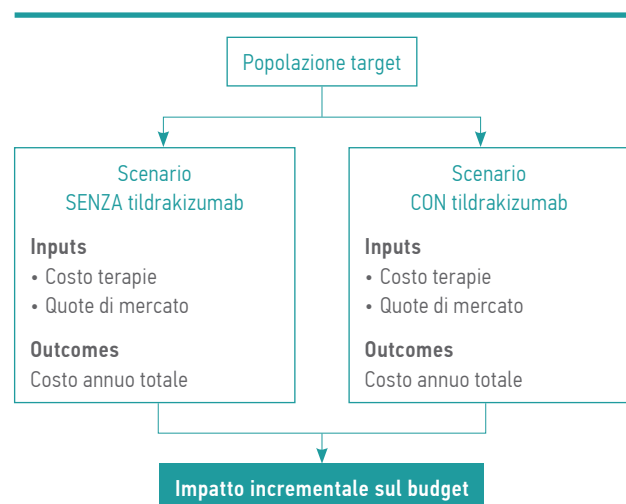 Popolazione target
Scenario
SENZA tildrakizumab
Inputs
• Costo terapie
• Quote di mercato
Outcomes
Costo annuo totale
Scenario
CON tildrakizumab
Inputs
• Costo terapie
• Quote di mercato
Outcomes
Costo annuo totale
Impatto incrementale sul budget